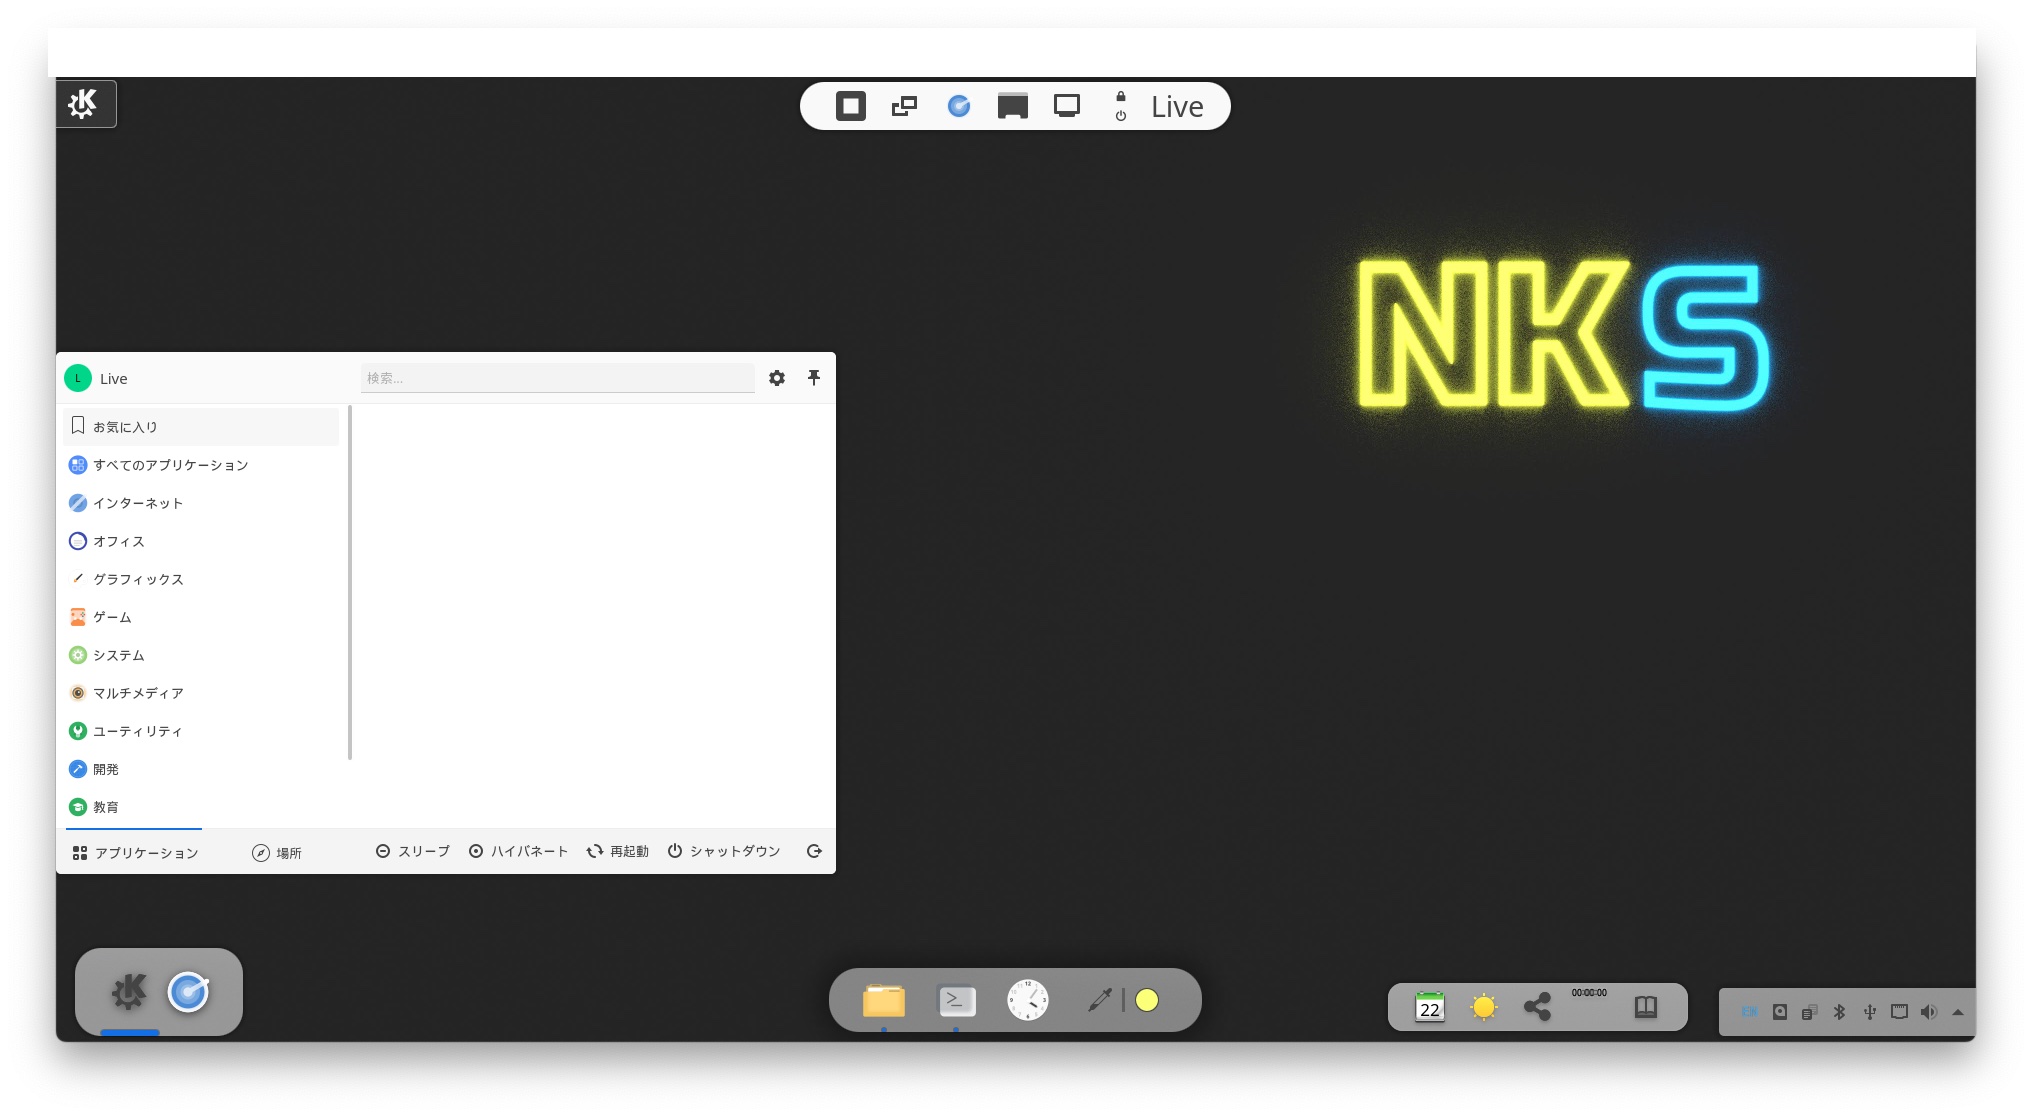 Live
NKS
L Live
検索...
お気に入り
すべてのアプリケーション
インターネット
オフィス
グラフィックス
ゲーム
システム
マルチメディア
ユーティリティ
開発
教育
アプリケーション 場所 スリープ ハイバネート 再起動 シャットダウン
22
00:00:00